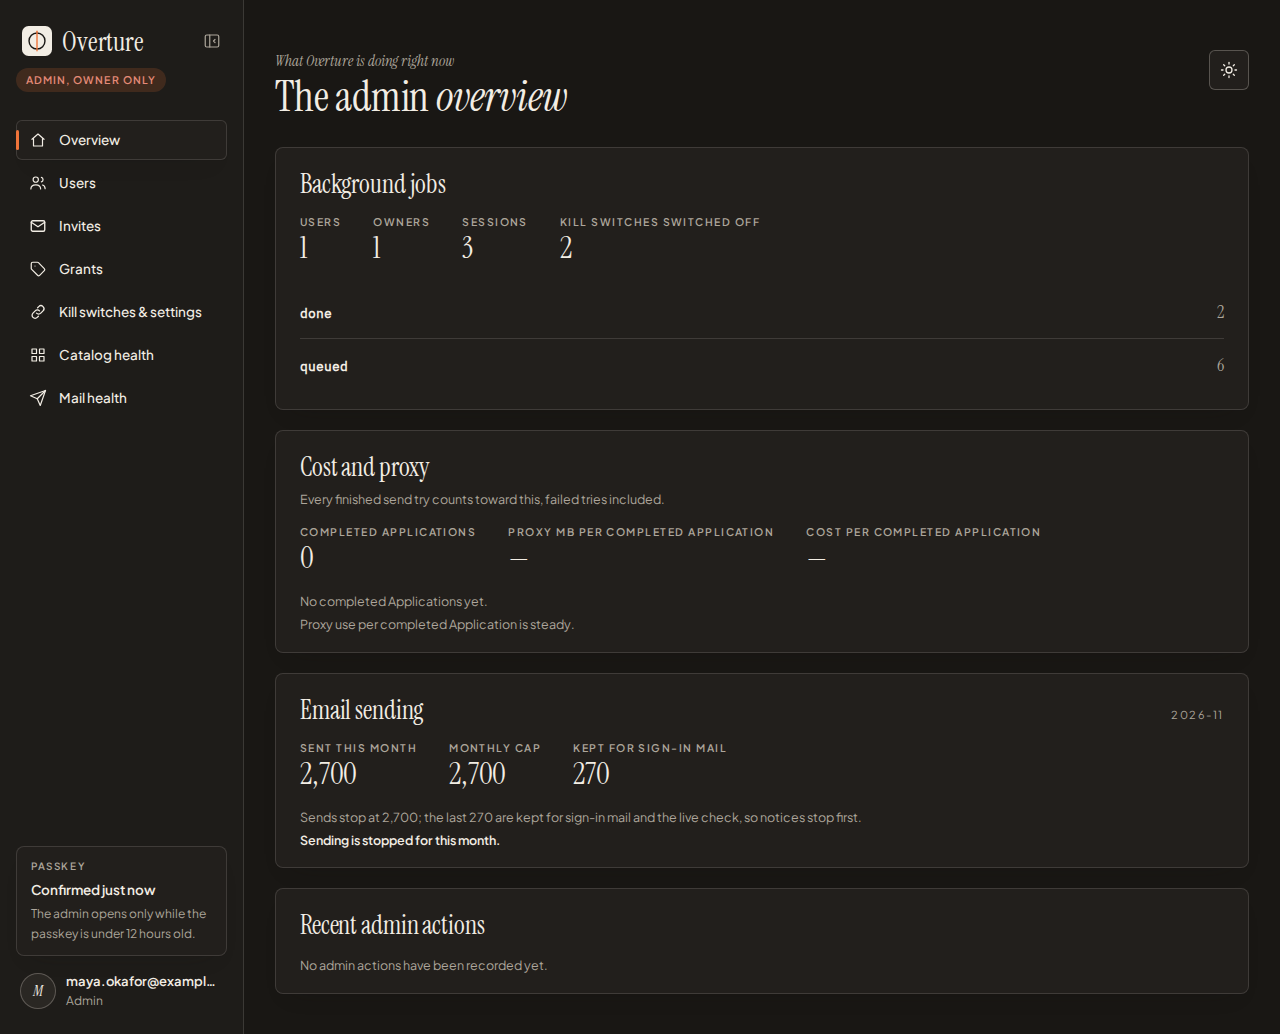 Overture
ADMIN, OWNER ONLY
Overview
Users
Invites
Grants
Kill switches & settings
Catalog health
Mail health
PASSKEY
Confirmed just now
The admin opens only while the
passkey is under 12 hours old.
M
maya.okafor@exampl…
Admin
What Overture is doing right now
The admin overview
Background jobs
USERS OWNERS SESSIONS KILL SWITCHES SWITCHED OFF
1 1 3 2
done 2
queued 6
Cost and proxy
Every finished send try counts toward this, failed tries included.
COMPLETED APPLICATIONS PROXY MB PER COMPLETED APPLICATION COST PER COMPLETED APPLICATION
0 — —
No completed Applications yet.
Proxy use per completed Application is steady.
Email sending 2026-11
SENT THIS MONTH MONTHLY CAP KEPT FOR SIGN-IN MAIL
2,700 2,700 270
Sends stop at 2,700; the last 270 are kept for sign-in mail and the live check, so notices stop first.
Sending is stopped for this month.
Recent admin actions
No admin actions have been recorded yet.